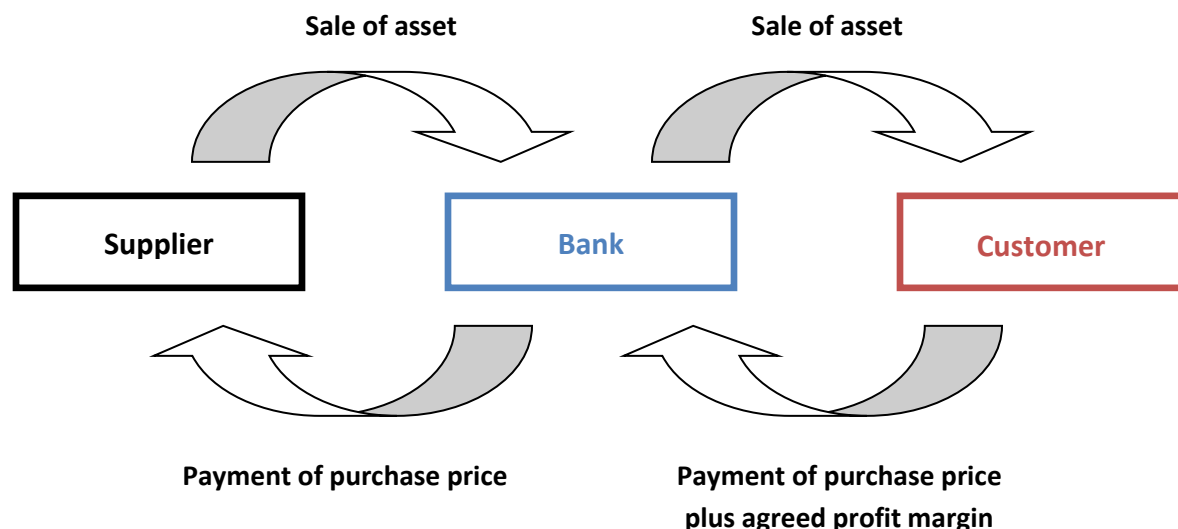 Sale of asset
Sale of asset
Supplier
Bank
Customer
Payment of purchase price
Payment of purchase price
plus agreed profit margin